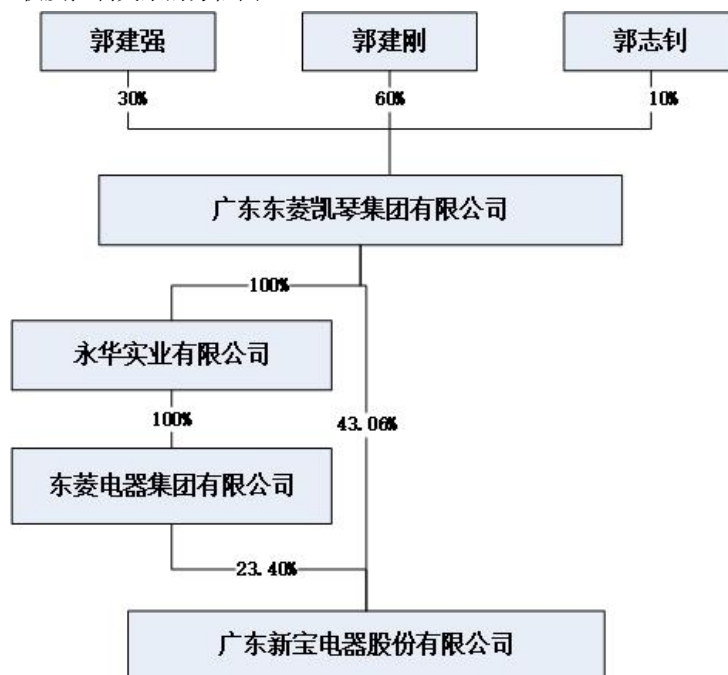 郭建强
郭建刚
郭志钊
30%
60%
10%
广东东菱凯琴集团有限公司
100%
永华实业有限公司
100%
43.06%
东菱电器集团有限公司
23.40%
广东新宝电器股份有限公司